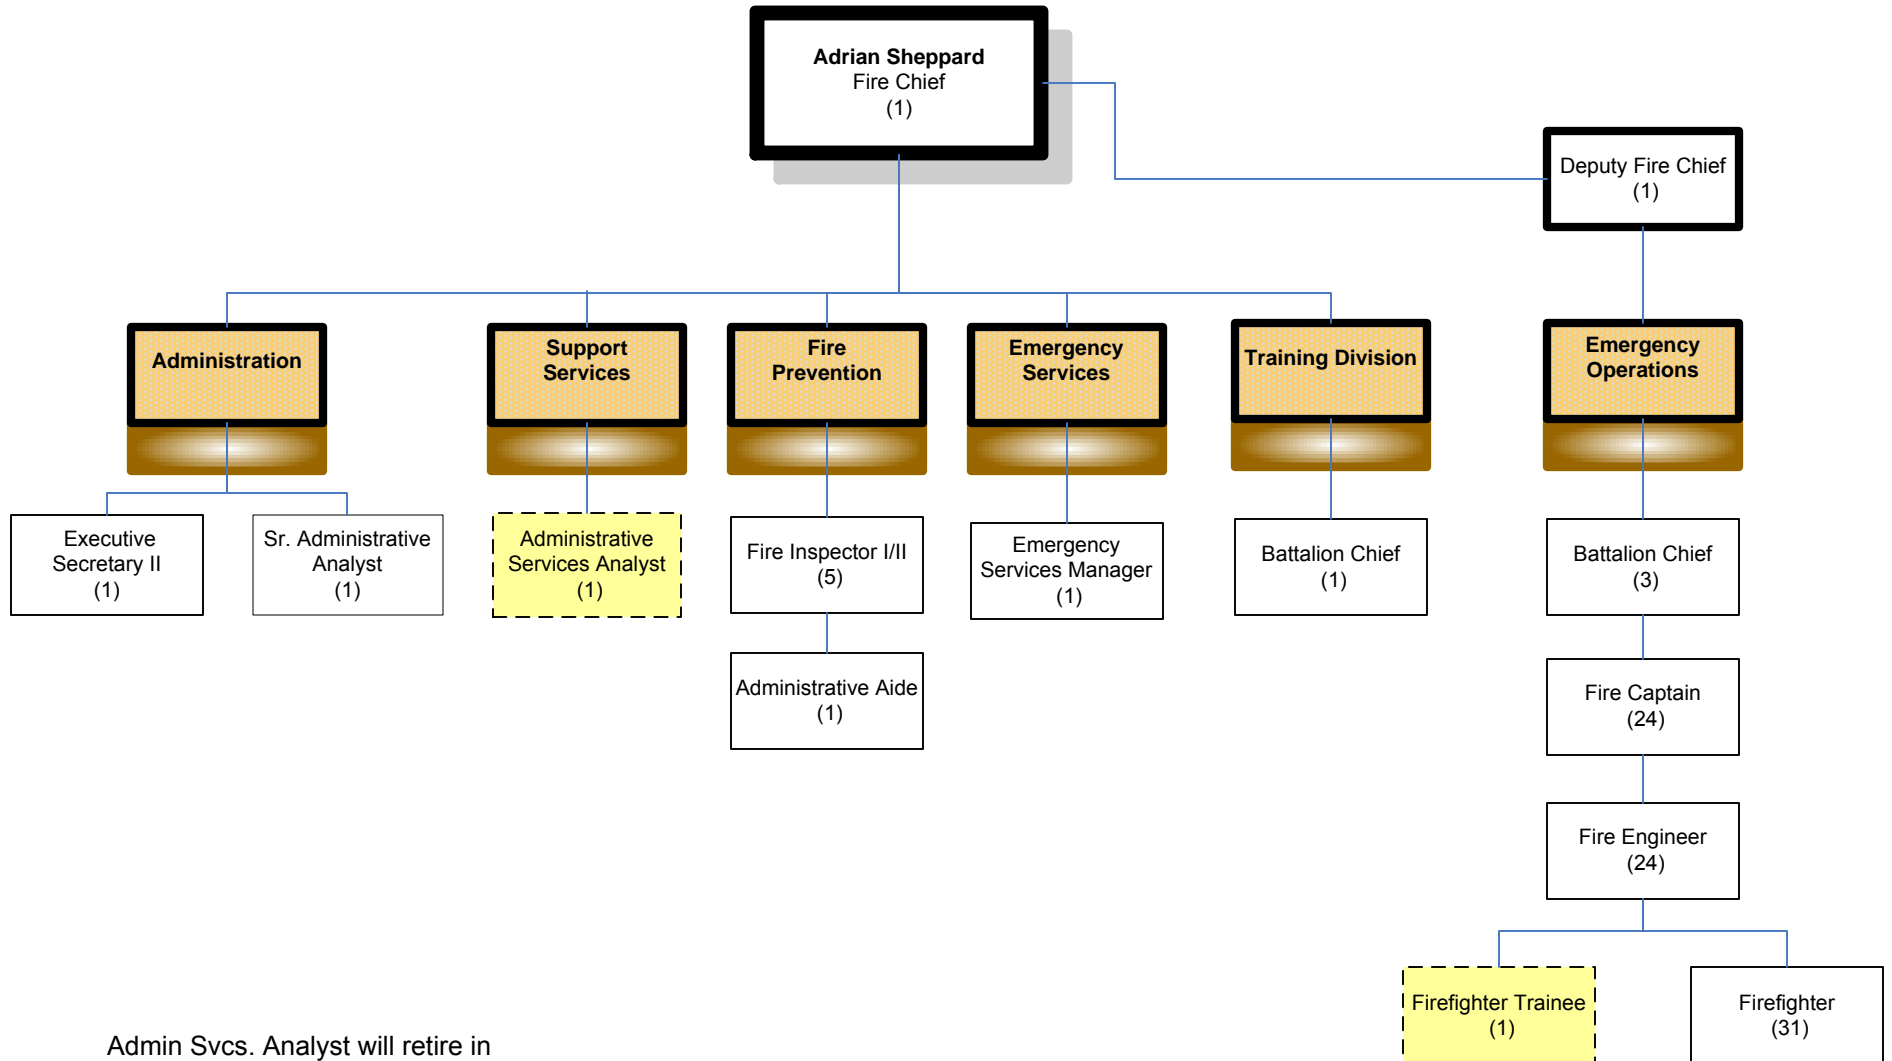 Adrian Sheppard
Fire Chief
(1)
Deputy Fire Chief
(1)
Administration
Support
Services
Fire
Prevention
Emergency
Services
Training Division
Emergency
Operations
Executive
Secretary II
(1)
Sr. Administrative
Analyst
(1)
Administrative
Services Analyst
(1)
Fire Inspector I/II
(5)
Emergency
Services Manager
(1)
Battalion Chief
(1)
Battalion Chief
(3)
Administrative Aide
(1)
Fire Captain
(24)
Fire Engineer
(24)
Firefighter Trainee
(1)
Firefighter
(31)
Admin Svcs. Analyst will retire in